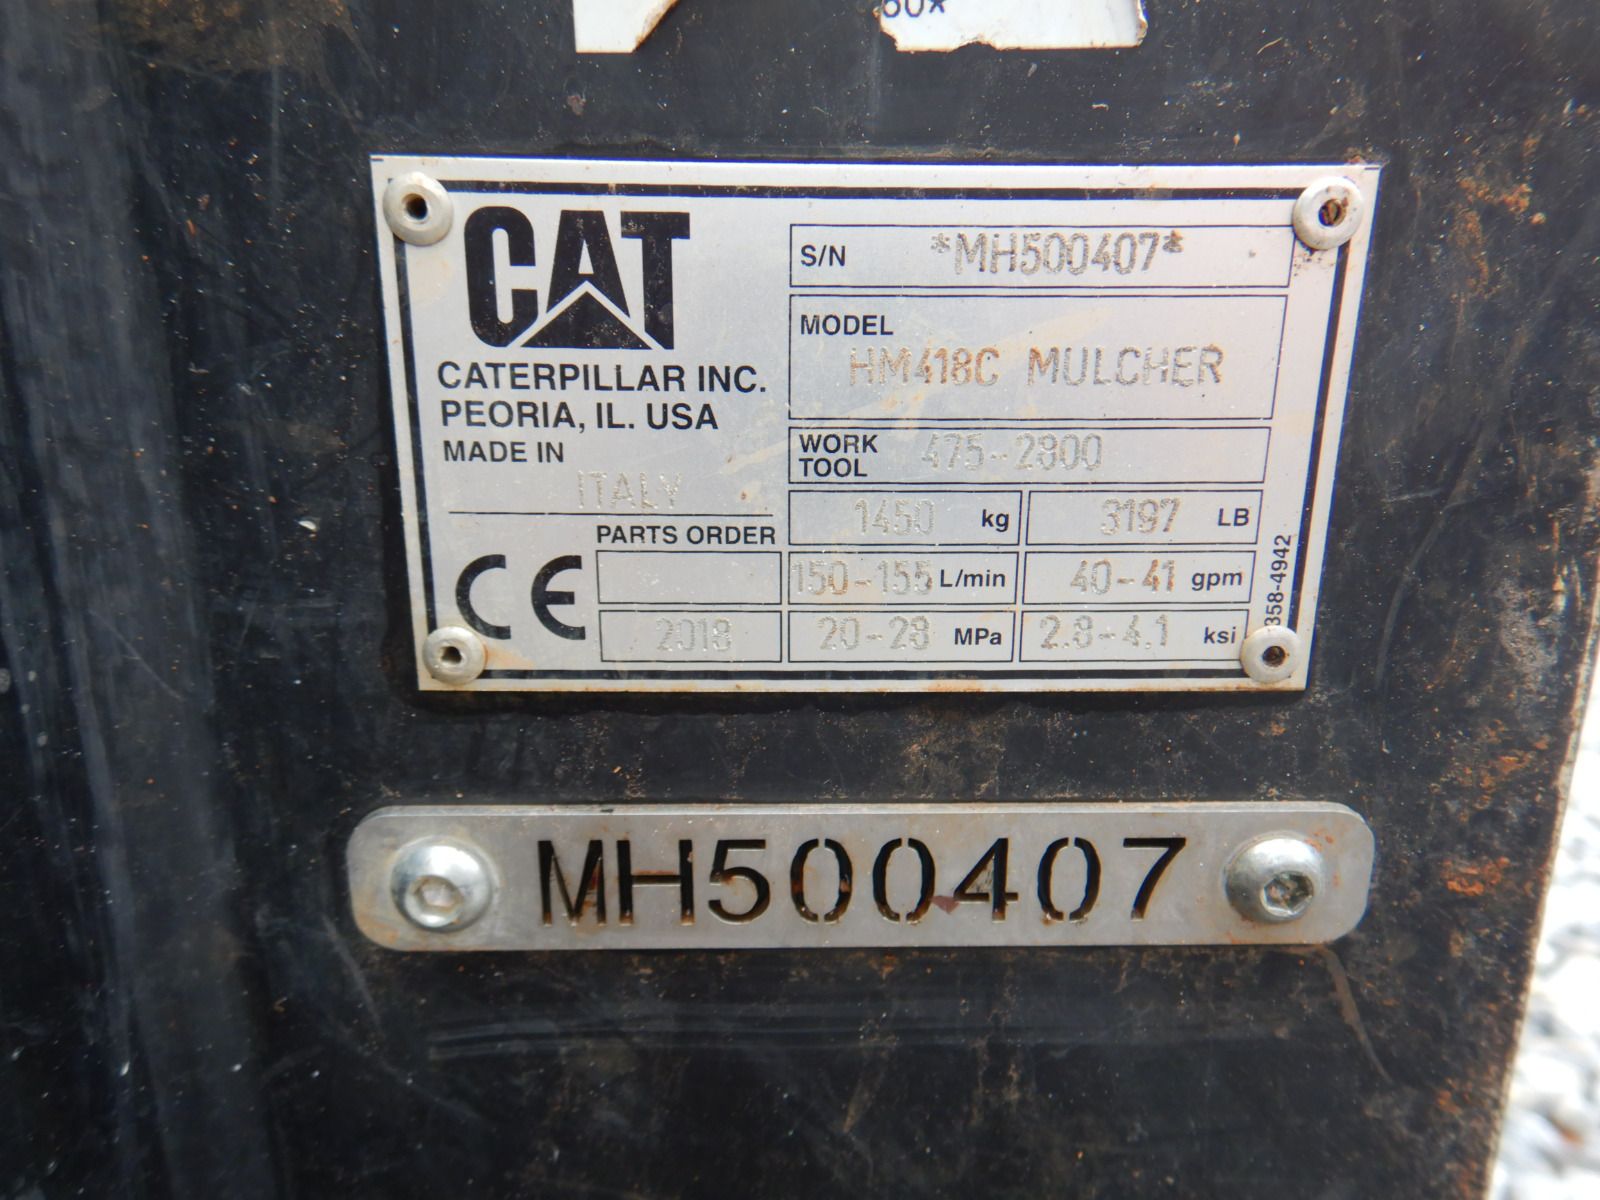 60*
CAT
CATERPILLAR INC.
PEORIA, IL. USA
MADE IN
ITALY
S/N *MH500407*
MODEL
HM418C MULCHER
WORK TOOL 475-2800
1450 kg 3197 LB
PARTS ORDER
150-155 L/min 40-41 gpm
CE
2018 20-28 MPa 2.8-4.1 ksi
358-4942
MH500407